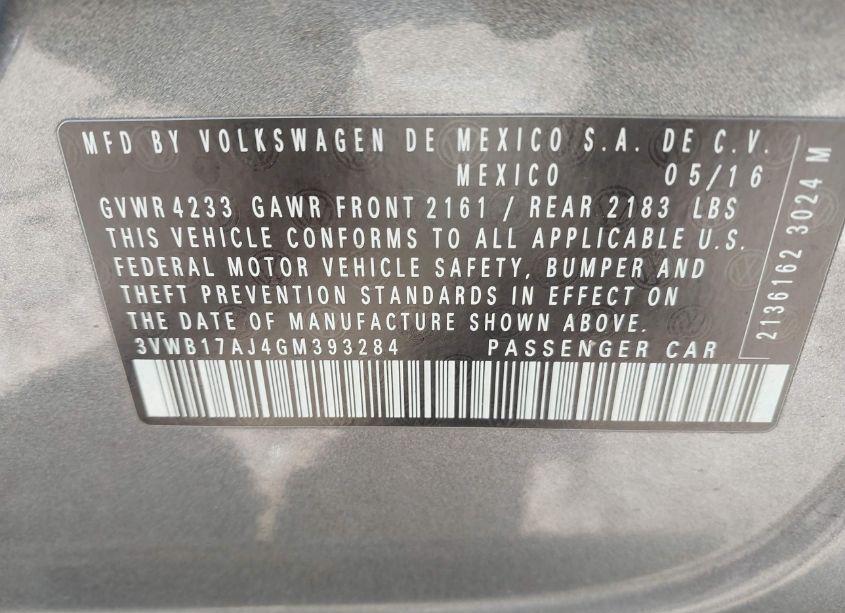 MFD BY VOLKSWAGEN DE MEXICO S.A. DE C.V.
MEXICO 05/16
GVWR 4233 GAWR FRONT 2161 / REAR 2183 LBS
THIS VEHICLE CONFORMS TO ALL APPLICABLE U.S.
FEDERAL MOTOR VEHICLE SAFETY, BUMPER AND
THEFT PREVENTION STANDARDS IN EFFECT ON
THE DATE OF MANUFACTURE SHOWN ABOVE.
3VWB17AJ4GM393284 PASSENGER CAR
2136162 3024 M